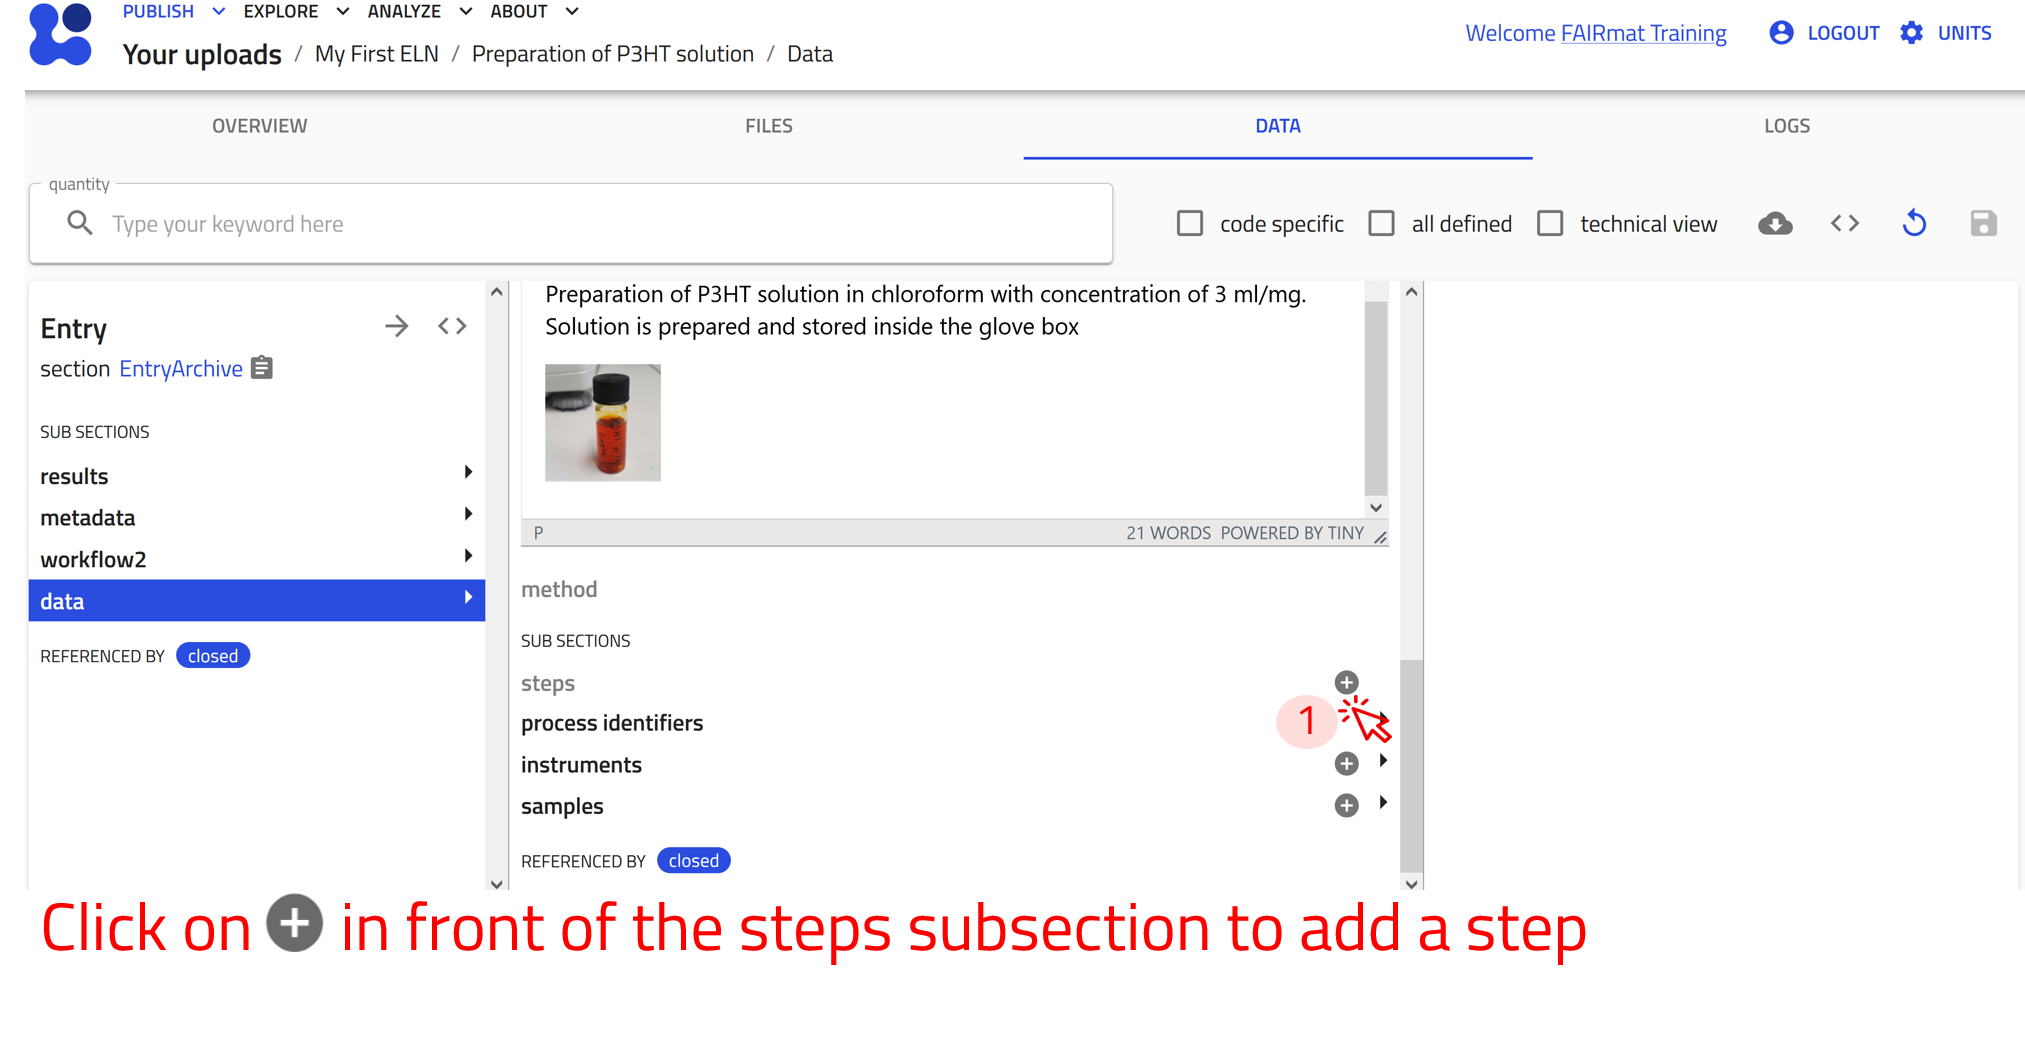 PUBLISH EXPLORE ANALYZE ABOUT
Your uploads / My First ELN / Preparation of P3HT solution / Data
Welcome FAIRmat Training LOGOUT UNITS
OVERVIEW FILES DATA LOGS
quantity
Type your keyword here
code specific all defined technical view
Entry
section EntryArchive
SUB SECTIONS
results
metadata
workflow2
data
REFERENCED BY closed
Preparation of P3HT solution in chloroform with concentration of 3 ml/mg.
Solution is prepared and stored inside the glove box
P 21 WORDS POWERED BY TINY
method
SUB SECTIONS
steps
1
process identifiers
instruments
samples
REFERENCED BY closed
Click on + in front of the steps subsection to add a step